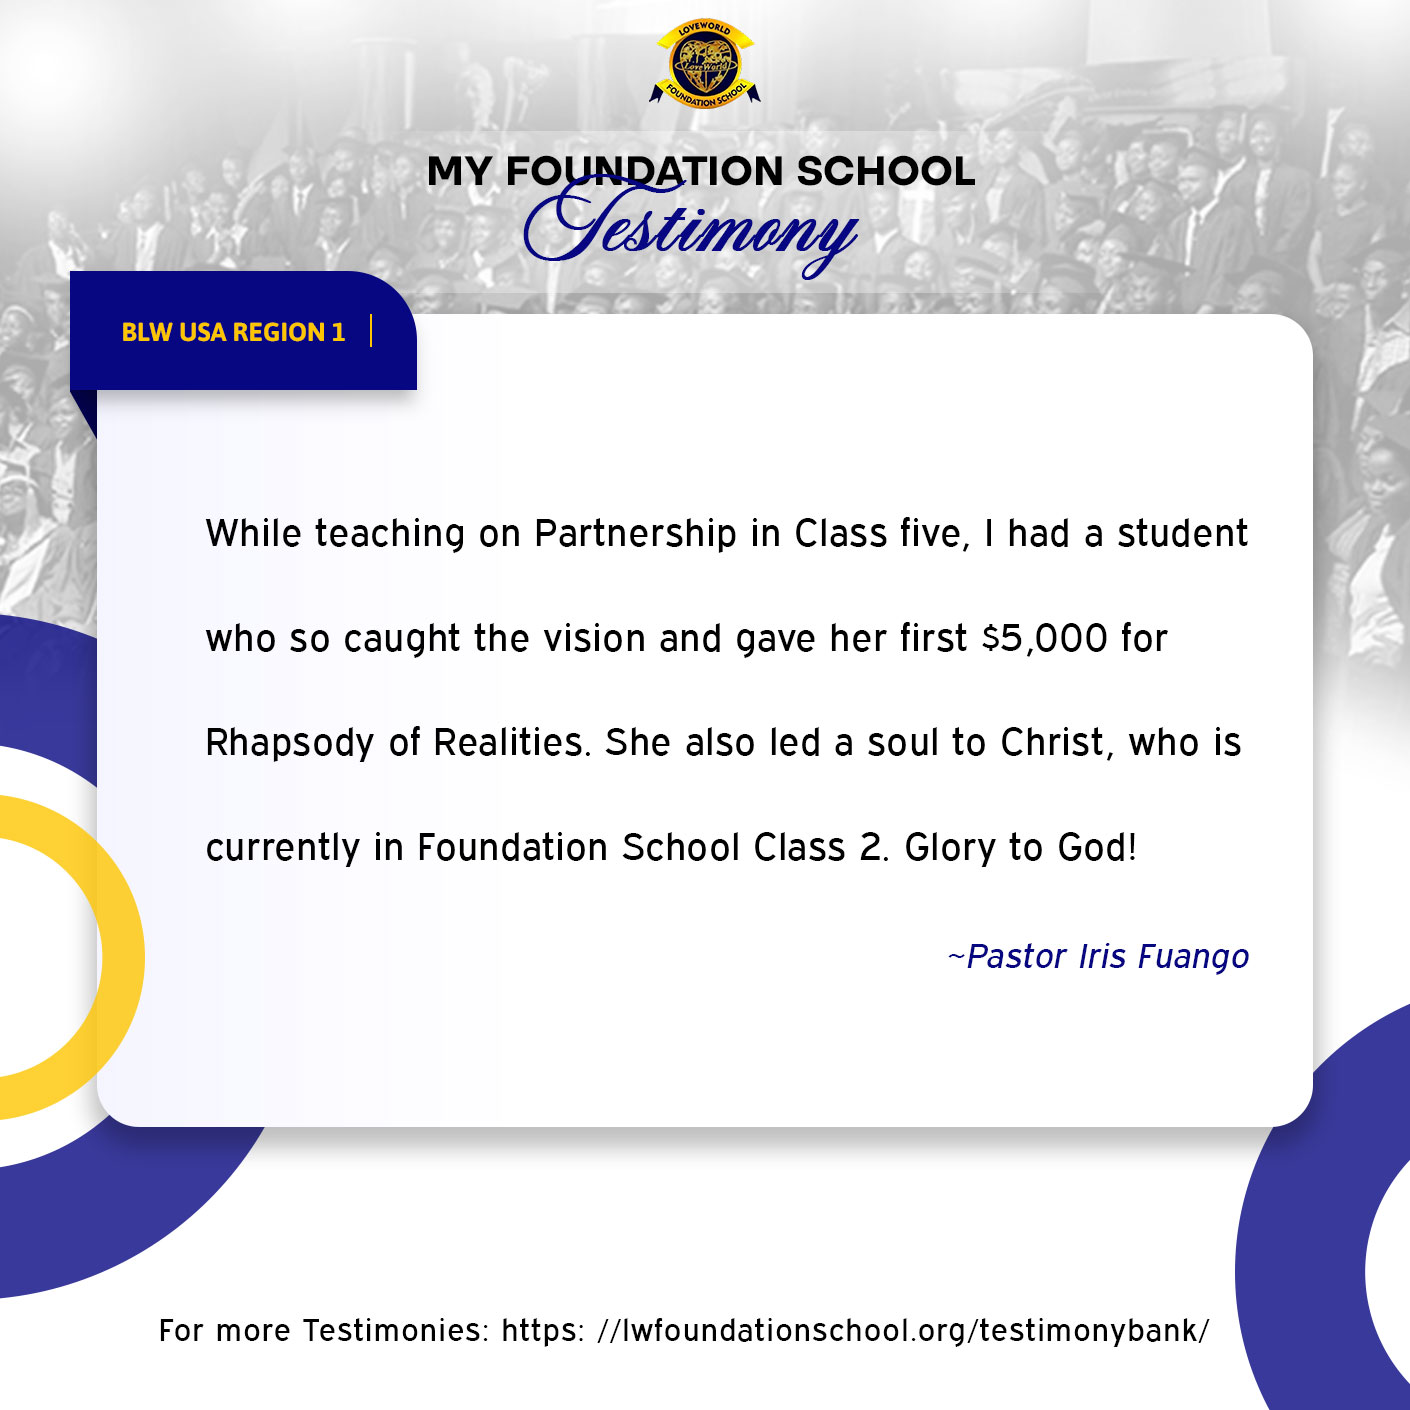 LOVEWORLD
LoveWorld
FOUNDATION SCHOOL
MY FOUNDATION SCHOOL
Testimony
BLW USA REGION 1
While teaching on Partnership in Class five, I had a student
who so caught the vision and gave her first $5,000 for
Rhapsody of Realities. She also led a soul to Christ, who is
currently in Foundation School Class 2. Glory to God!
~Pastor Iris Fuango
For more Testimonies: https: //lwfoundationschool.org/testimonybank/